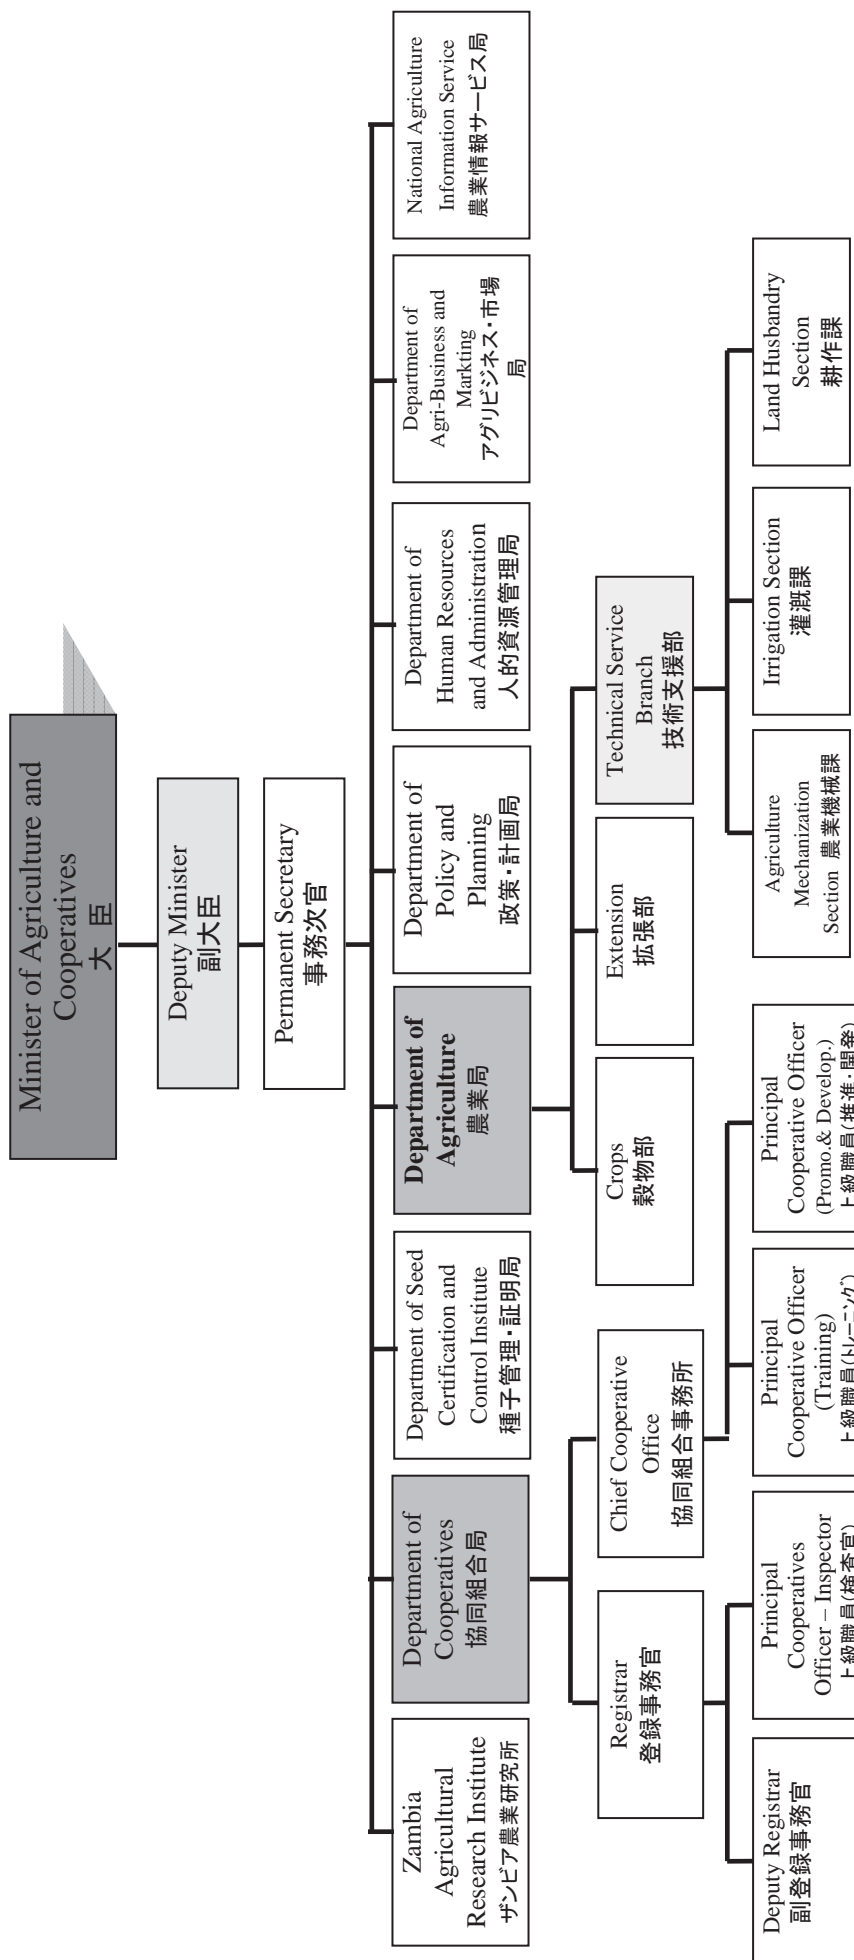 Minister of Agriculture and
Cooperatives
大 臣
Deputy Minister
副大臣
Permanent Secretary
事務次官
Zambia
Agricultural
Research Institute
ザンビア農業研究所
Department of
Cooperatives
協同組合局
Department of Seed
Certification and
Control Institute
種子管理・証明局
Department of
Agriculture
農業局
Department of
Policy and
Planning
政策・計画局
Department of
Human Resources
and Administration
人的資源管理局
Department of
Agri-Business and
Markting
アグリビジネス・市場
局
National Agriculture
Information Service
農業情報サービス局
Registrar
登録事務官
Chief Cooperative
Office
協同組合事務所
Crops
穀物部
Extension
拡張部
Technical Service
Branch
技術支援部
Deputy Registrar
副登録事務官
Principal
Cooperatives
Officer – Inspector
上級職員(検査官)
Principal
Cooperative Officer
(Training)
上級職員(トレーニング)
Principal
Cooperative Officer
(Promo.& Develop.)
上級職員(推進・開発)
Agriculture
Mechanization
Section 農業機械課
Irrigation Section
灌漑課
Land Husbandry
Section
耕作課